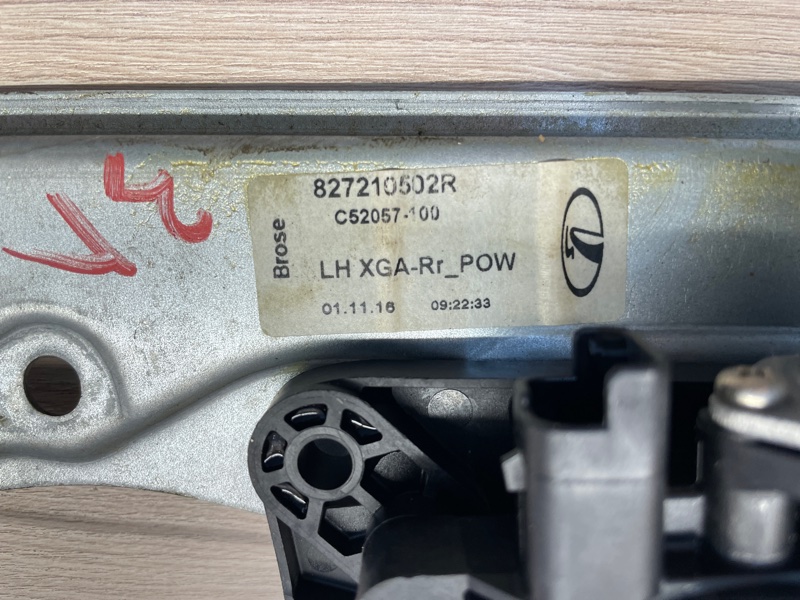 827210502R
C52057-100
Brose
LH XGA-Rr_POW
01.11.16 09:22:33